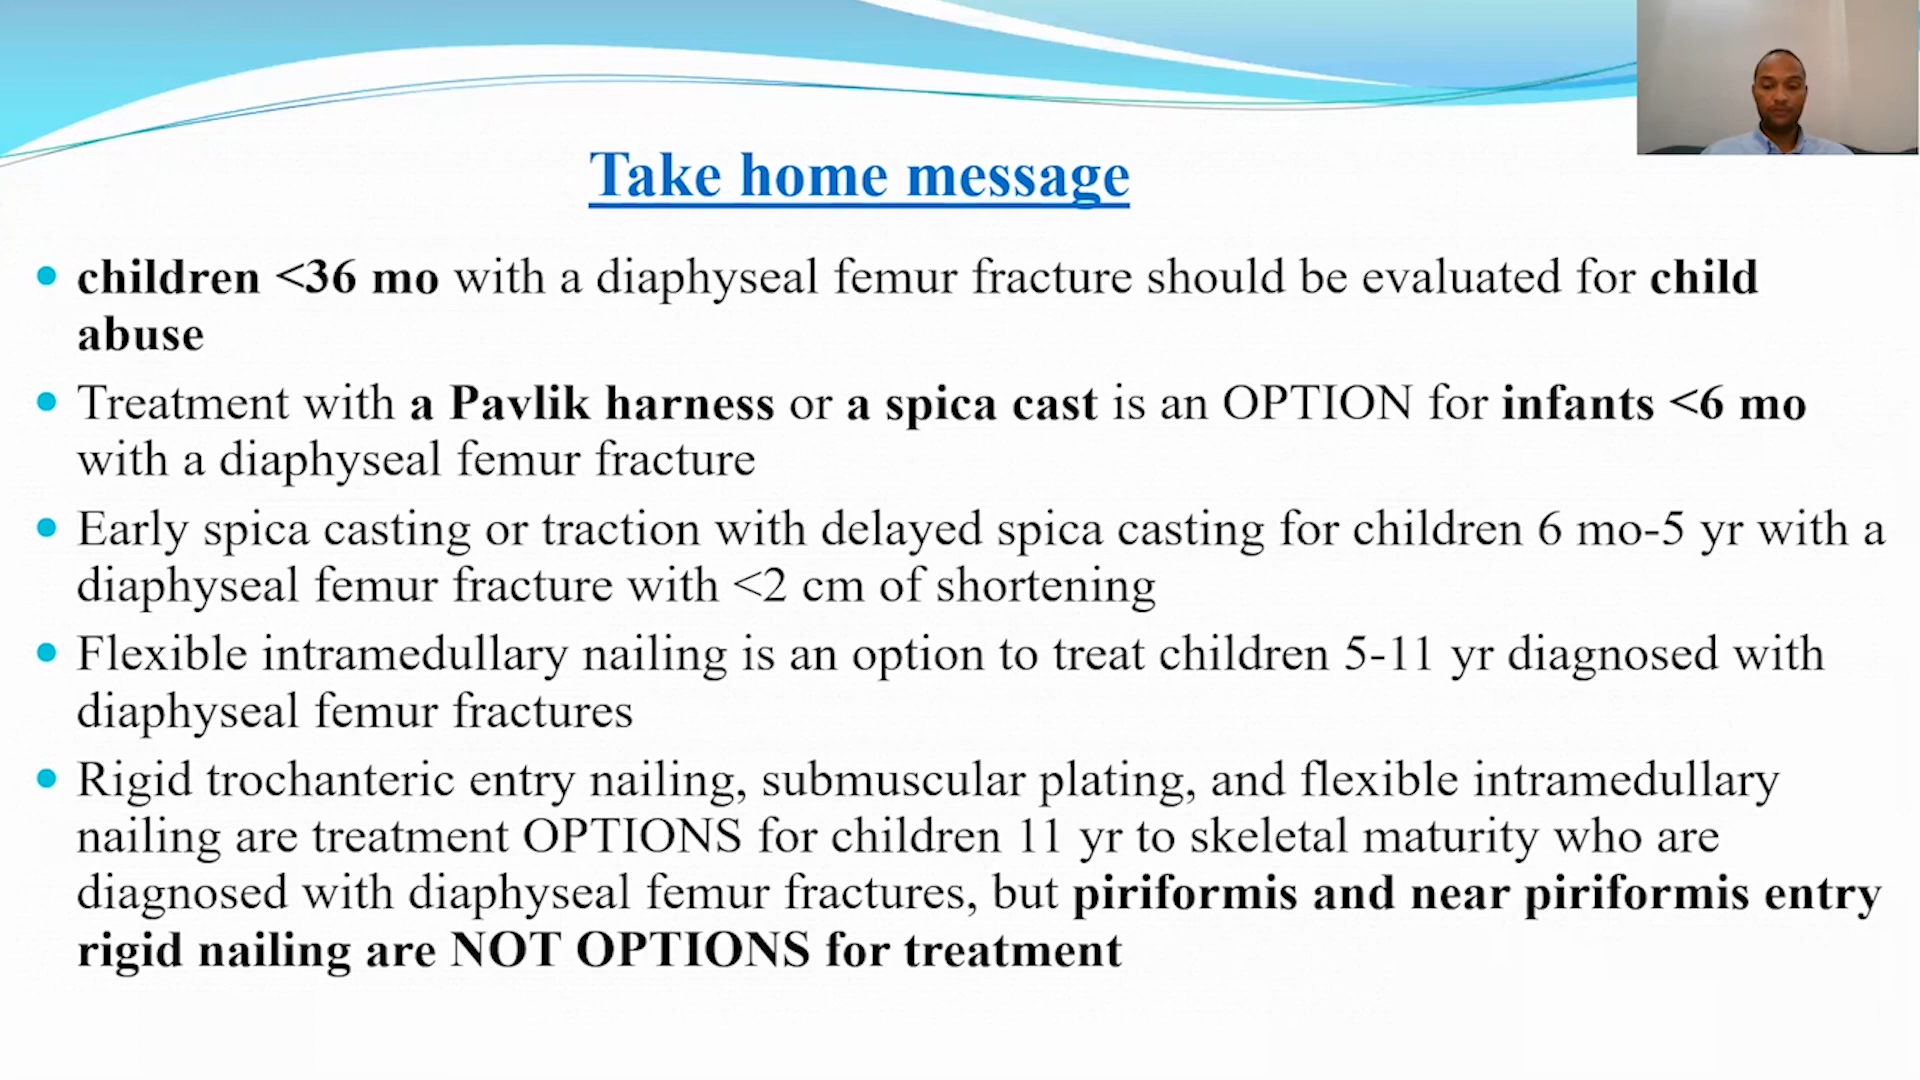 Take home message
children <36 mo with a diaphyseal femur fracture should be evaluated for child
abuse
Treatment with a Pavlik harness or a spica cast is an OPTION for infants <6 mo
with a diaphyseal femur fracture
Early spica casting or traction with delayed spica casting for children 6 mo-5 yr with a
diaphyseal femur fracture with <2 cm of shortening
Flexible intramedullary nailing is an option to treat children 5-11 yr diagnosed with
diaphyseal femur fractures
Rigid trochanteric entry nailing, submuscular plating, and flexible intramedullary
nailing are treatment OPTIONS for children 11 yr to skeletal maturity who are
diagnosed with diaphyseal femur fractures, but piriformis and near piriformis entry
rigid nailing are NOT OPTIONS for treatment